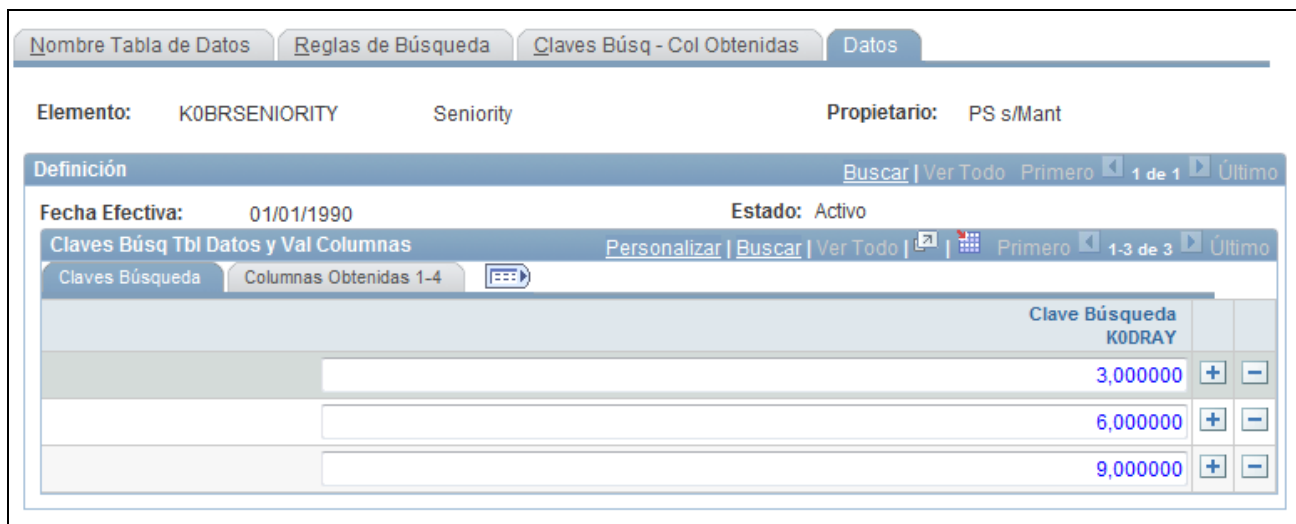 Nombre Tabla de Datos Reglas de Búsqueda Claves Búsq - Col Obtenidas Datos
Elemento: K0BRSENIORITY Seniority Propietario: PS s/Mant
Definición Buscar | Ver Todo Primero 1 de 1 Último
Fecha Efectiva: 01/01/1990 Estado: Activo
Claves Búsq Tbl Datos y Val Columnas Personalizar | Buscar | Ver Todo | | Primero 1-3 de 3 Último
Claves Búsqueda Columnas Obtenidas 1-4
Clave Búsqueda
K0DRAY
3,000000
6,000000
9,000000